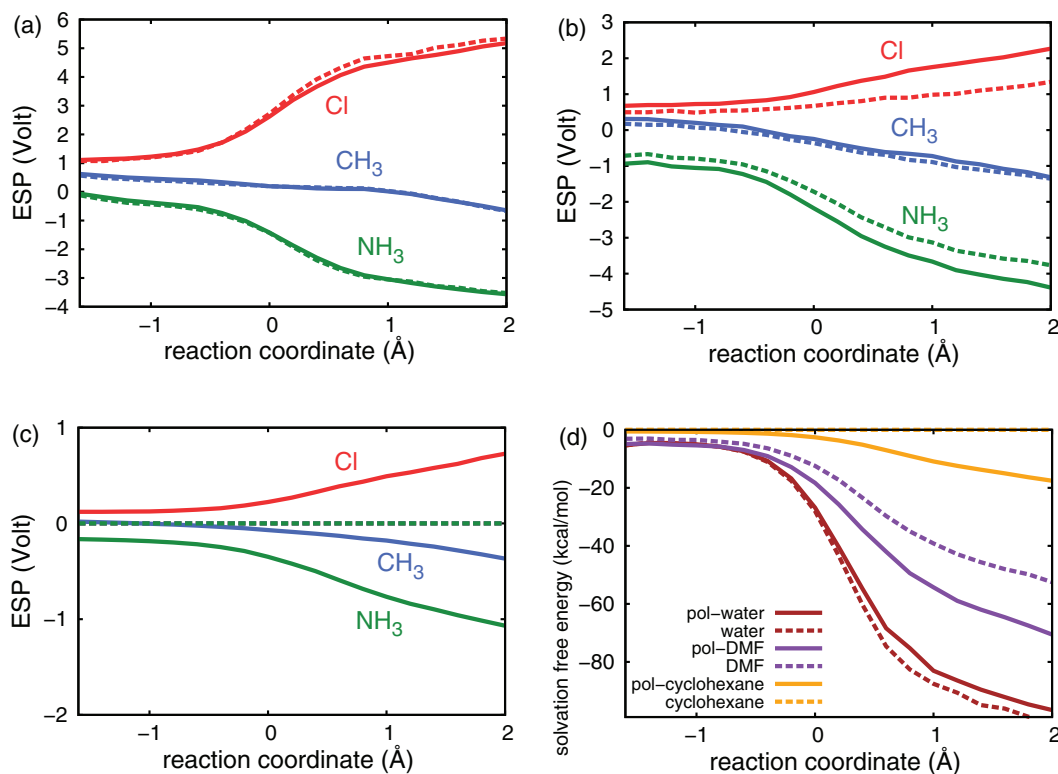 (a)
6
5
4
3
2
1
0
−1
−2
−3
−4
ESP (Volt)
Cl
CH3
NH3
−1 0 1 2
reaction coordinate (Å)
(b)
2
1
0
−1
−2
−3
−4
−5
ESP (Volt)
Cl
CH3
NH3
−1 0 1 2
reaction coordinate (Å)
(c)
1
0
−1
−2
ESP (Volt)
Cl
CH3
NH3
−1 0 1 2
reaction coordinate (Å)
(d)
0
−20
−40
−60
−80
solvation free energy (kcal/mol)
pol−water
water
pol−DMF
DMF
pol−cyclohexane
cyclohexane
−1 0 1 2
reaction coordinate (Å)